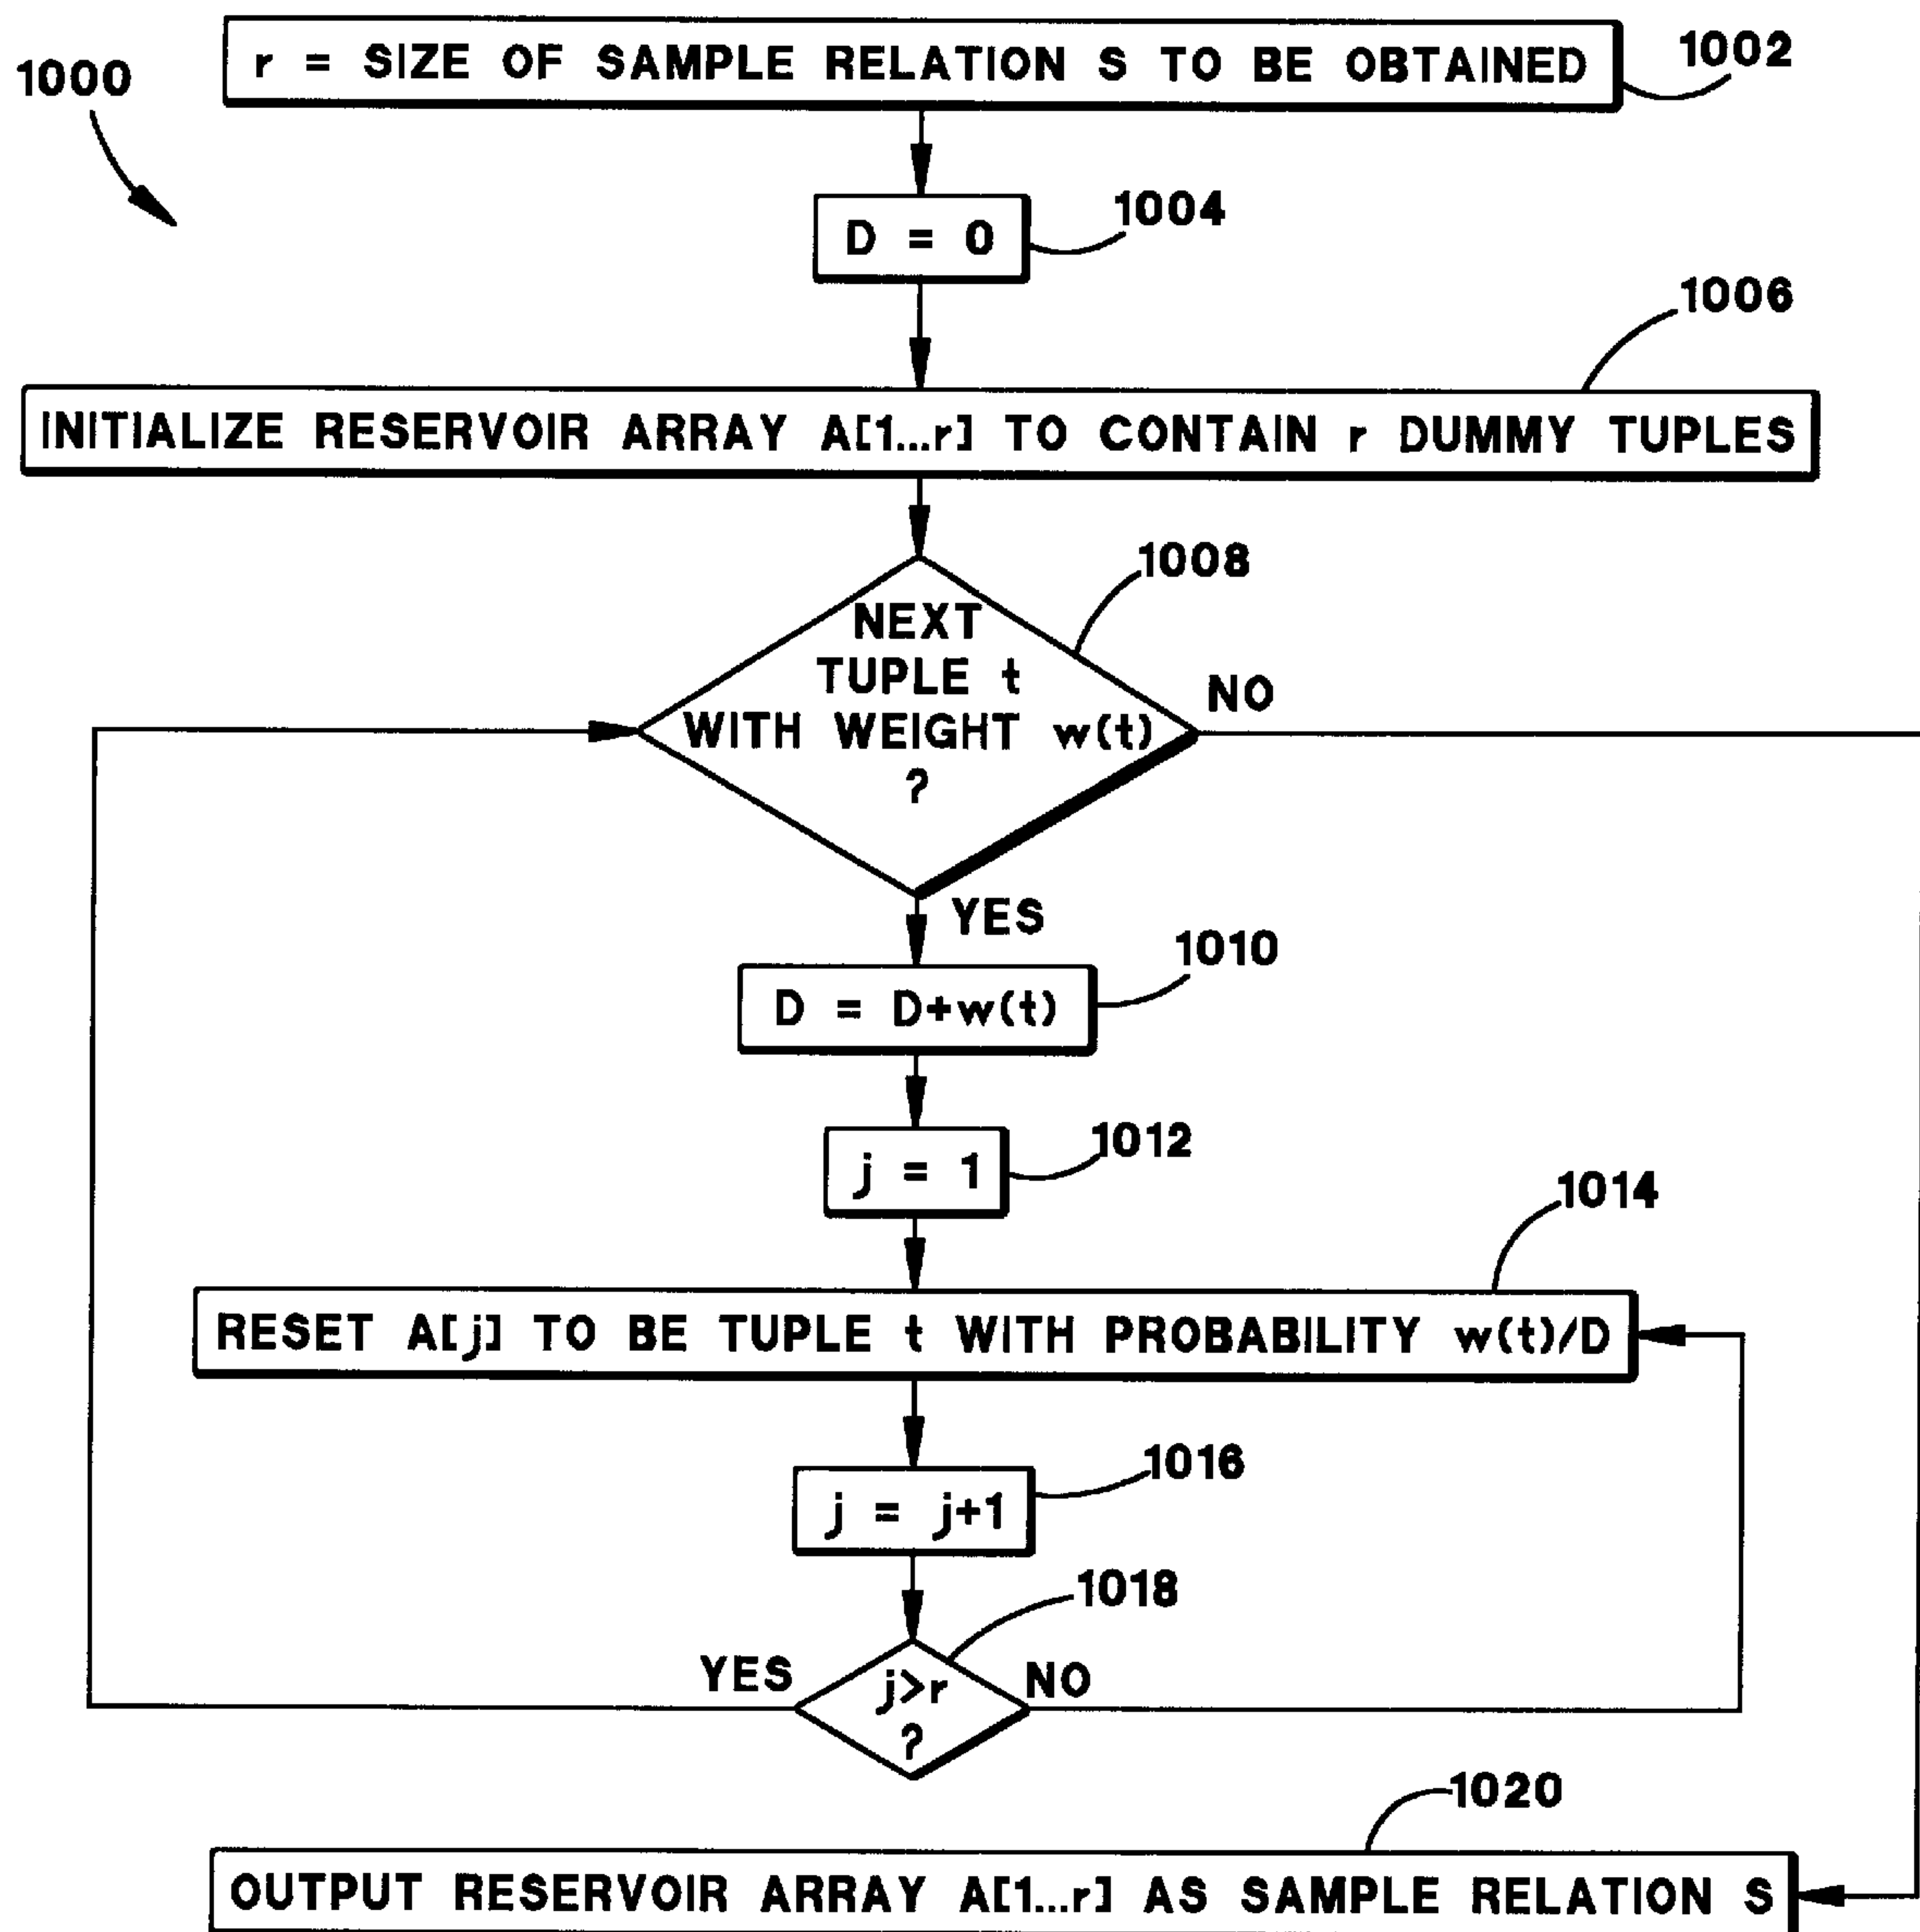 1000
r = SIZE OF SAMPLE RELATION S TO BE OBTAINED
1002
D = 0
1004
1006
INITIALIZE RESERVOIR ARRAY A[1...r] TO CONTAIN r DUMMY TUPLES
1008
NEXT
TUPLE t
WITH WEIGHT w(t)
?
NO
YES
1010
D = D+w(t)
1012
j = 1
1014
RESET A[j] TO BE TUPLE t WITH PROBABILITY w(t)/D
1016
j = j+1
1018
YES
j>r
?
NO
1020
OUTPUT RESERVOIR ARRAY A[1...r] AS SAMPLE RELATION S